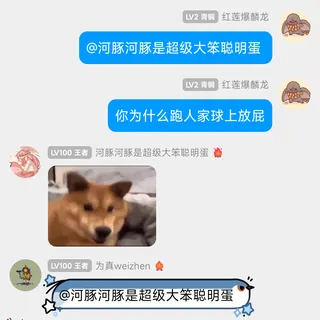 LV2 青铜 红莲爆麟龙
@河豚河豚是超级大笨聪明蛋
LV2 青铜 红莲爆麟龙
你为什么跑人家球上放屁
LV100 王者 河豚河豚是超级大笨聪明蛋
LV100 王者 为真weizhen
@河豚河豚是超级大笨聪明蛋